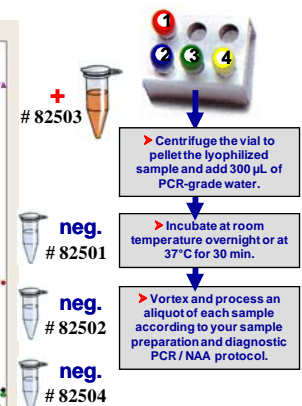 1
2 3 4
+
# 82503
➤ Centrifuge the vial to
pellet the lyophilized
sample and add 300 µL of
PCR-grade water.
neg.
# 82501
➤ Incubate at room
temperature overnight or at
37°C for 30 min.
neg.
# 82502
➤ Vortex and process an
aliquot of each sample
according to your sample
preparation and diagnostic
PCR / NAA protocol.
neg.
# 82504